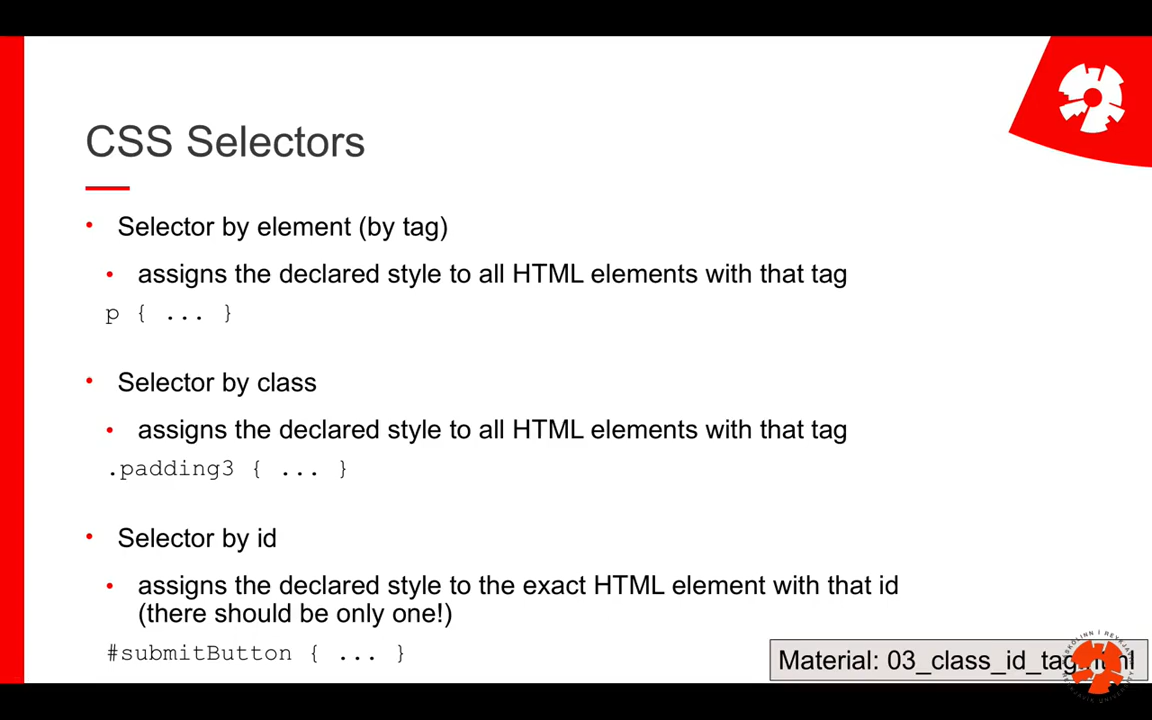 CSS Selectors
• Selector by element (by tag)
• assigns the declared style to all HTML elements with that tag
p { ... }
• Selector by class
• assigns the declared style to all HTML elements with that tag
.padding3 { ... }
• Selector by id
• assigns the declared style to the exact HTML element with that id
(there should be only one!)
#submitButton { ... }
Material: 03_class_id_tag.html